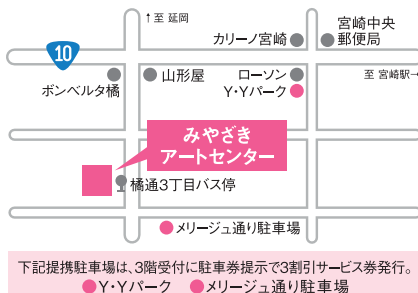 ↑至 延岡
カリーノ宮崎
宮崎中央
郵便局
10
ボンベルタ橘
山形屋
ローソン
至 宮崎駅→
Y・Yパーク
みやざき
アートセンター
橘通3丁目バス停
メリージュ通り駐車場
下記提携駐車場は、3階受付に駐車券提示で3割引サービス券発行。
●Y・Yパーク ●メリージュ通り駐車場